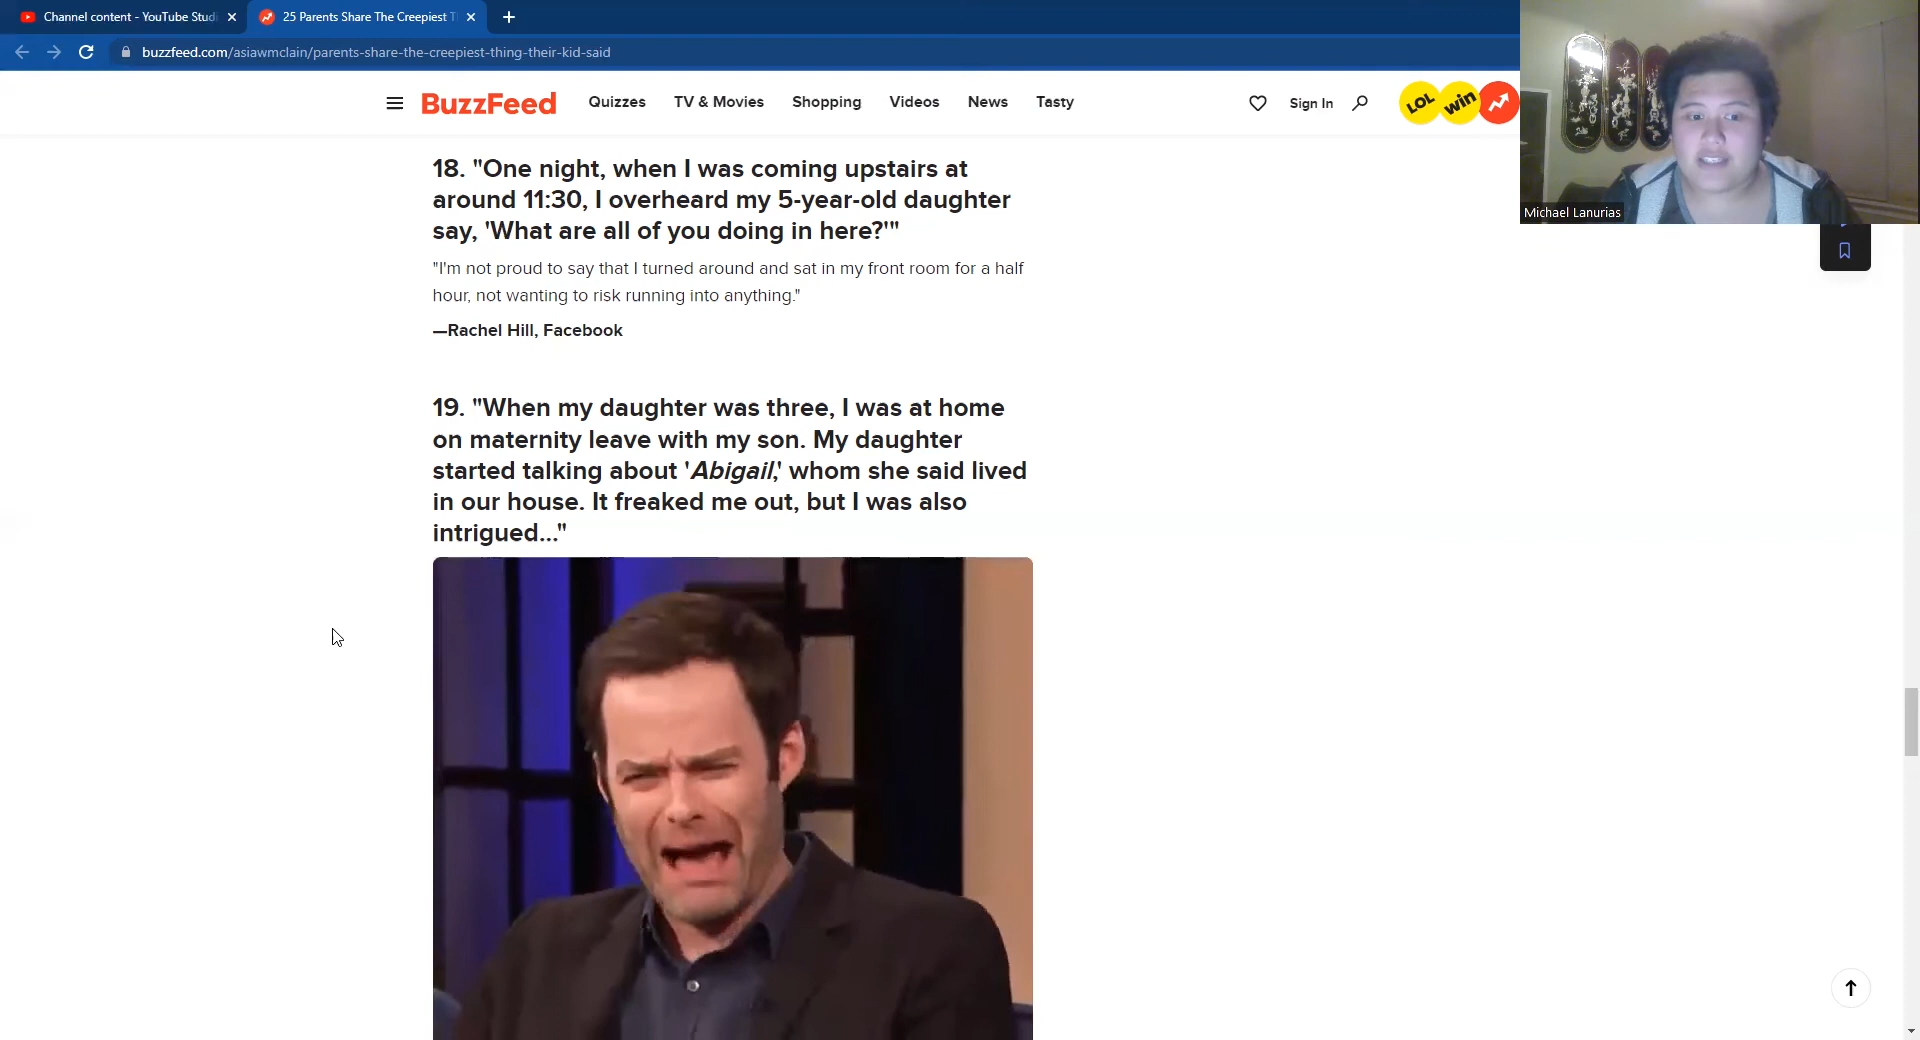 Channel content - YouTube Studi
25 Parents Share The Creepiest T
buzzfeed.com/asiawmclain/parents-share-the-creepiest-thing-their-kid-said
BuzzFeed
Quizzes
TV & Movies
Shopping
Videos
News
Tasty
Sign In
LOL
win
Michael Lanurias
18. "One night, when I was coming upstairs at
around 11:30, I overheard my 5-year-old daughter
say, 'What are all of you doing in here?'"
"I'm not proud to say that I turned around and sat in my front room for a half
hour, not wanting to risk running into anything."
—Rachel Hill, Facebook
19. "When my daughter was three, I was at home
on maternity leave with my son. My daughter
started talking about 'Abigail,' whom she said lived
in our house. It freaked me out, but I was also
intrigued..."